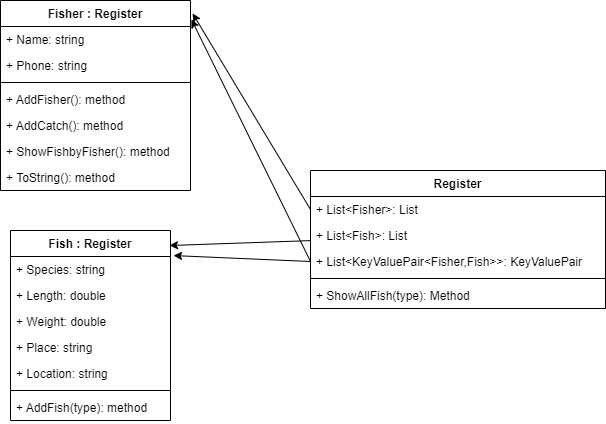 Fisher : Register
+ Name: string
+ Phone: string
+ AddFisher(): method
+ AddCatch(): method
+ ShowFishbyFisher(): method
+ ToString(): method
Register
+ List<Fisher>: List
+ List<Fish>: List
+ List<KeyValuePair<Fisher,Fish>>: KeyValuePair
+ ShowAllFish(type): Method
Fish : Register
+ Species: string
+ Length: double
+ Weight: double
+ Place: string
+ Location: string
+ AddFish(type): method